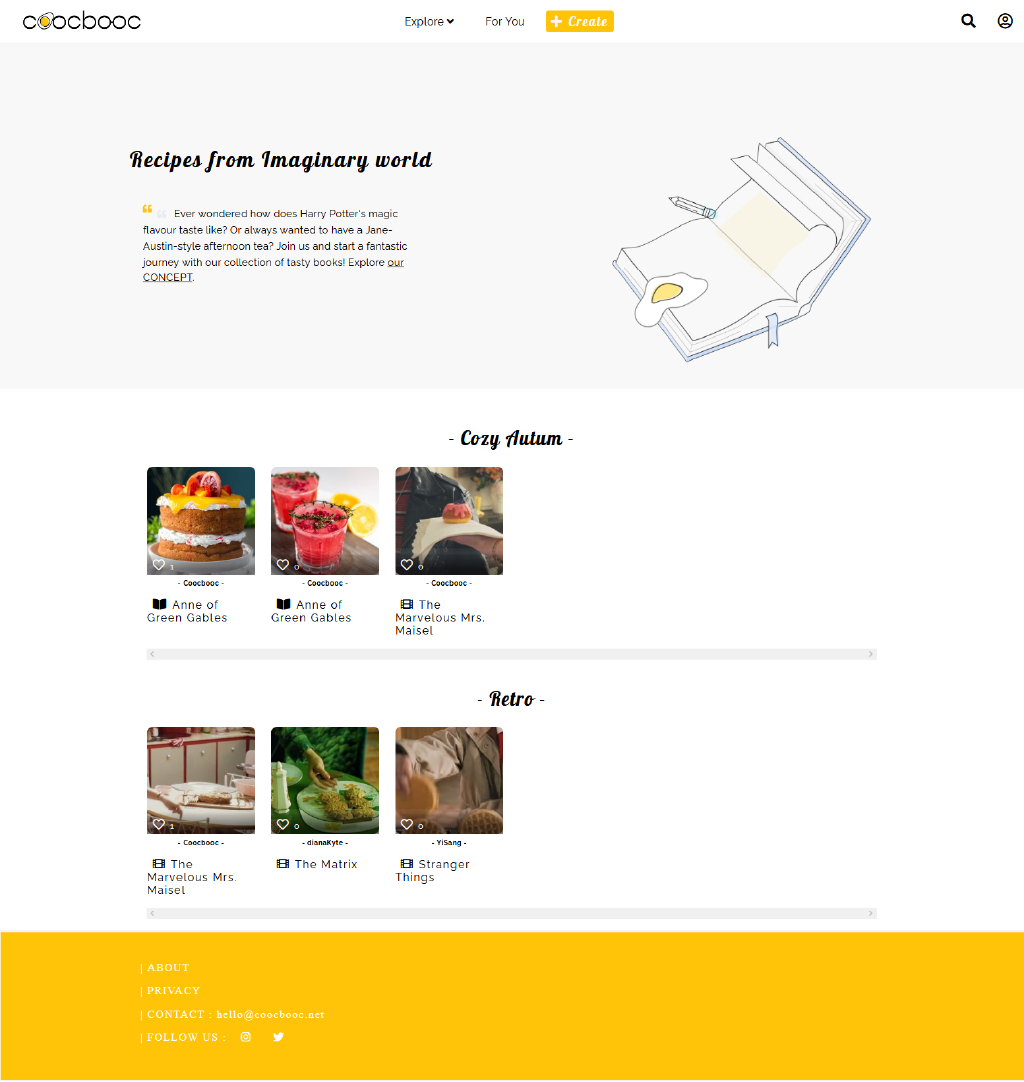 coocbooc
Explore
For You
Create
Recipes from Imaginary world
Ever wondered how does Harry Potter's magic
flavour taste like? Or always wanted to have a Jane-
Austin-style afternoon tea? Join us and start a fantastic
journey with our collection of tasty books! Explore our
CONCEPT.
- Cozy Autum -
1
0
0
- Coocbooc -
- Coocbooc -
- Coocbooc -
Anne of
Green Gables
Anne of
Green Gables
The
Marvelous Mrs.
Maisel
- Retro -
1
0
0
- Coocbooc -
- dianaKyte -
- YiSang -
The
Marvelous Mrs.
Maisel
The Matrix
Stranger
Things
| ABOUT
| PRIVACY
| CONTACT : hello@coocbooc.net
| FOLLOW US :